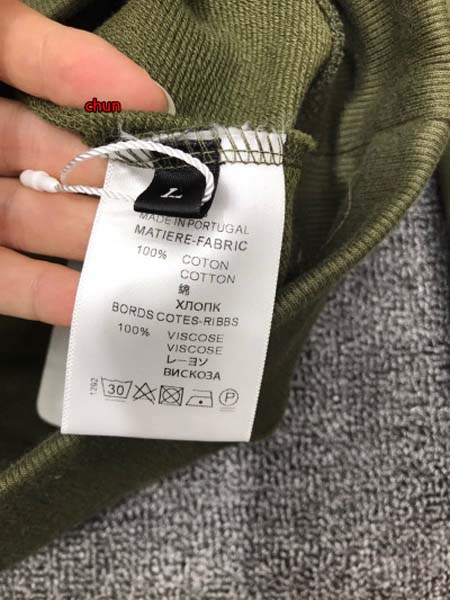 chun
L
MADE IN PORTUGAL
MATIERE-FABRIC
100% COTON
COTTON
綿
ХЛОПК
BORDS COTES-RIBBS
100% VISCOSE
VISCOSE
レーヨン
ВИСКОЗА
1292
30
P